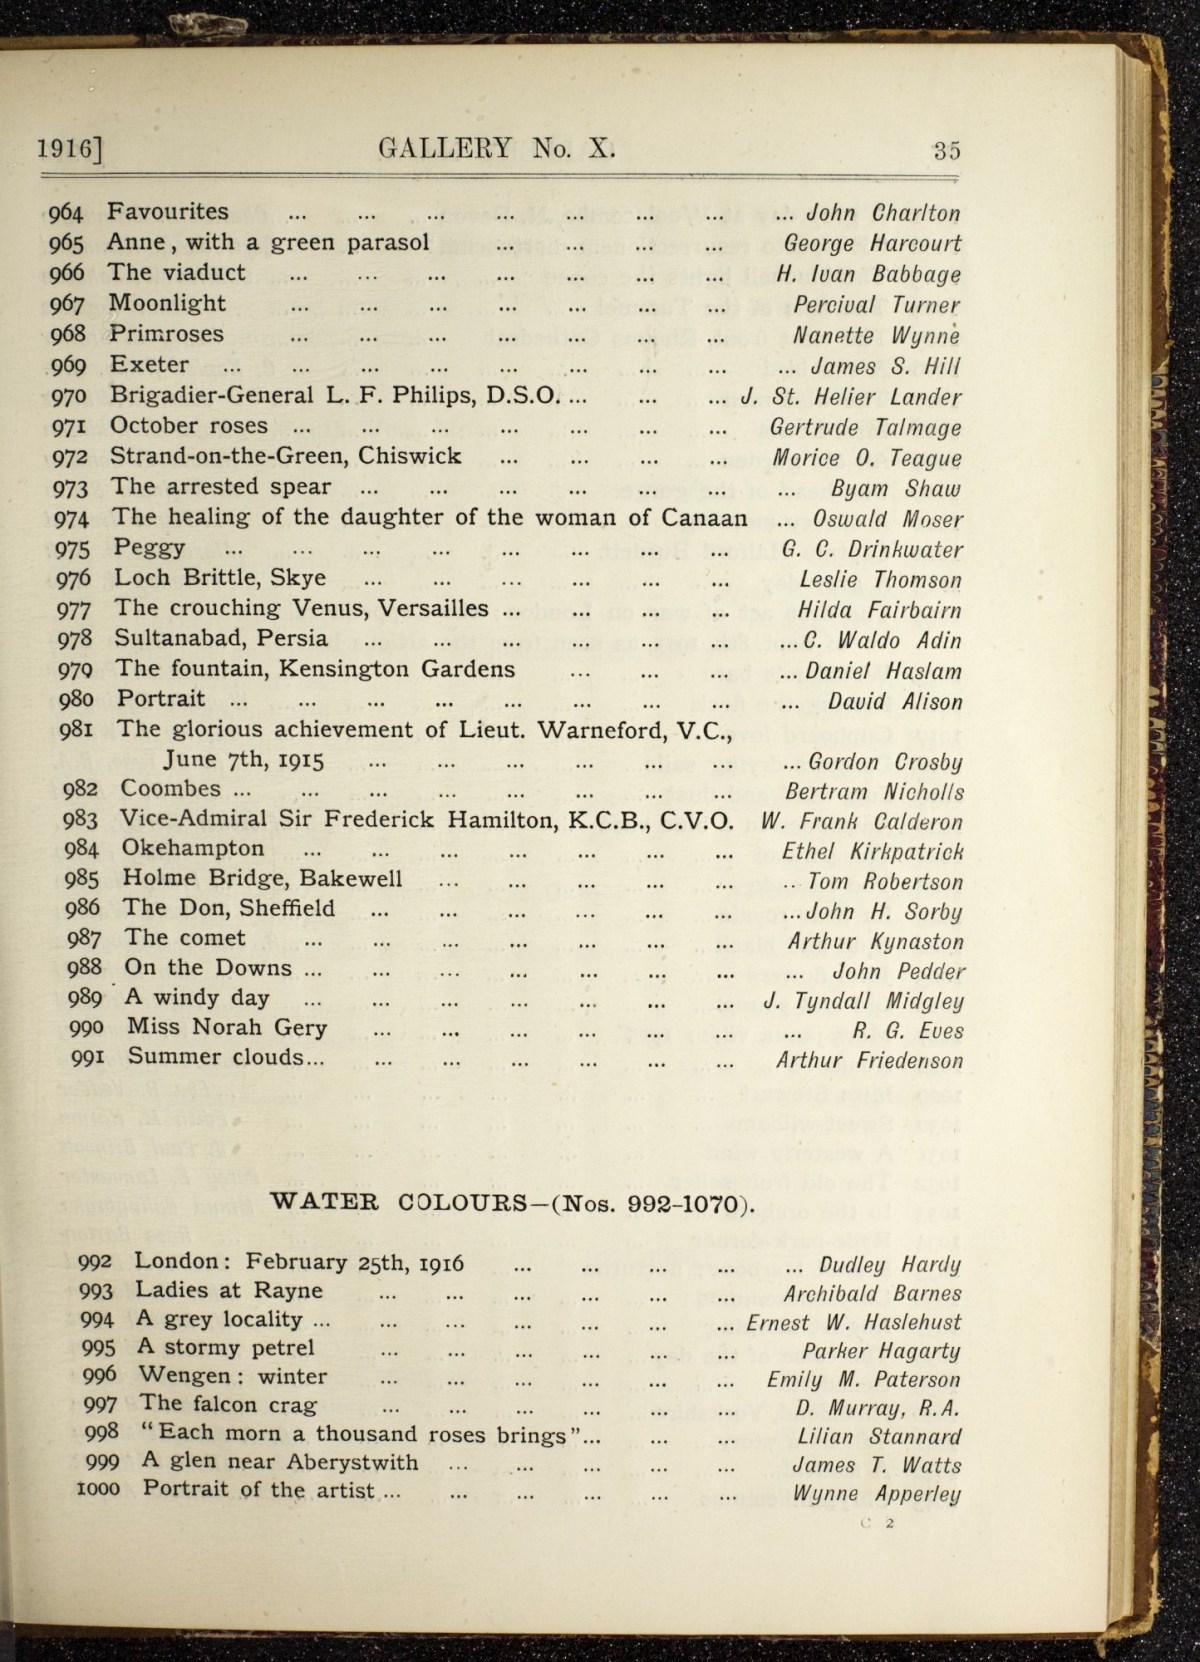 1916] GALLERY No. X. 35
964 Favourites ... ... ... ... ... ... ... ... John Charlton
965 Anne, with a green parasol ... ... ... ... George Harcourt
966 The viaduct ... ... ... ... ... ... ... H. Ivan Babbage
967 Moonlight ... ... ... ... ... ... ... Percival Turner
968 Primroses ... ... ... ... ... ... ... Nanette Wynne
969 Exeter ... ... ... ... ... ... ... ... ... James S. Hill
970 Brigadier-General L. F. Philips, D.S.O. ... ... ... J. St. Helier Lander
971 October roses ... ... ... ... ... ... ... Gertrude Talmage
972 Strand-on-the-Green, Chiswick ... ... ... ... Morice O. Teague
973 The arrested spear ... ... ... ... ... ... ... Byam Shaw
974 The healing of the daughter of the woman of Canaan ... Oswald Moser
975 Peggy ... ... ... ... ... ... ... ... G. C. Drinkwater
976 Loch Brittle, Skye ... ... ... ... ... ... Leslie Thomson
977 The crouching Venus, Versailles ... ... ... ... Hilda Fairbairn
978 Sultanabad, Persia ... ... ... ... ... ... ... C. Waldo Adin
979 The fountain, Kensington Gardens ... ... ... ... Daniel Haslam
980 Portrait ... ... ... ... ... ... ... ... ... David Alison
981 The glorious achievement of Lieut. Warneford, V.C.,
June 7th, 1915 ... ... ... ... ... ... ... Gordon Crosby
982 Coombes ... ... ... ... ... ... ... ... Bertram Nicholls
983 Vice-Admiral Sir Frederick Hamilton, K.C.B., C.V.O. W. Frank Calderon
984 Okehampton ... ... ... ... ... ... ... Ethel Kirkpatrick
985 Holme Bridge, Bakewell ... ... ... ... ... .. Tom Robertson
986 The Don, Sheffield ... ... ... ... ... ... ... John H. Sorby
987 The comet ... ... ... ... ... ... ... Arthur Kynaston
988 On the Downs ... ... ... ... ... ... ... ... John Pedder
989 A windy day ... ... ... ... ... ... ... J. Tyndall Midgley
990 Miss Norah Gery ... ... ... ... ... ... ... R. G. Eves
991 Summer clouds... ... ... ... ... ... ... Arthur Friedenson
WATER COLOURS—(Nos. 992-1070).
992 London: February 25th, 1916 ... ... ... ... ... Dudley Hardy
993 Ladies at Rayne ... ... ... ... ... ... Archibald Barnes
994 A grey locality ... ... ... ... ... ... ... Ernest W. Haslehust
995 A stormy petrel ... ... ... ... ... ... Parker Hagarty
996 Wengen: winter ... ... ... ... ... ... Emily M. Paterson
997 The falcon crag ... ... ... ... ... ... D. Murray, R.A.
998 "Each morn a thousand roses brings"... ... ... Lilian Stannard
999 A glen near Aberystwith ... ... ... ... ... James T. Watts
1000 Portrait of the artist ... ... ... ... ... ... Wynne Apperley
C 2